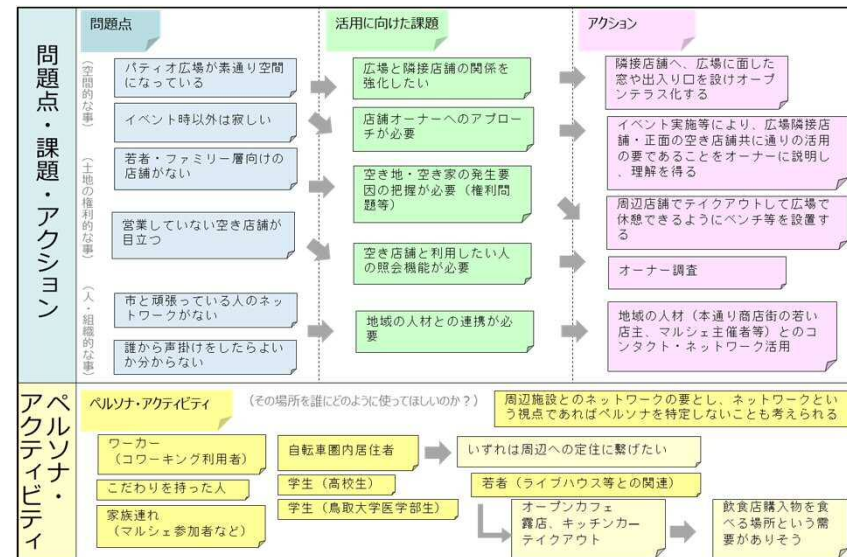 問題点・課題・アクション
問題点
活用に向けた課題
アクション
(空間的な事)
パティオ広場が素通り空間
になっている
イベント時以外は寂しい
(土地の権利的な事)
若者・ファミリー層向けの
店舗がない
営業していない空き店舗が
目立つ
(人・組織的な事)
市と頑張っている人のネッ
トワークがない
誰から声掛けをしたらよい
か分からない
広場と隣接店舗の関係を
強化したい
店舗オーナーへのアプロー
チが必要
空き地・空き家の発生要
因の把握が必要(権利問
題等)
空き店舗と利用したい人
の照会機能が必要
地域の人材との連携が必
要
隣接店舗へ、広場に面した
窓や出入り口を設けオープ
ンテラス化する
イベント実施等により、広場隣接店
舗・正面の空き店舗共に通りの活用
の要であることをオーナーに説明し、
理解を得る
周辺店舗でテイクアウトして広場で
休憩できるようにベンチ等を設置す
る
オーナー調査
地域の人材(本通り商店街の若い
店主、マルシェ主催者等)とのコ
ンタクト・ネットワーク活用
ペルソナ・
アクティビティ
ペルソナ・アクティビティ
(その場所を誰にどのように使ってほしいのか?)
周辺施設とのネットワークの要とし、ネットワークとい
う視点であればペルソナを特定しないことも考えられる
ワーカー
(コワーキング利用者)
こだわりを持った人
家族連れ
(マルシェ参加者など)
自転車圏内居住者
いずれは周辺への定住に繋げたい
学生(高校生)
学生(鳥取大学医学部生)
若者(ライブハウス等との関連)
オープンカフェ
露店、キッチンカー
テイクアウト
飲食店購入物を食
べる場所という需
要がありそう